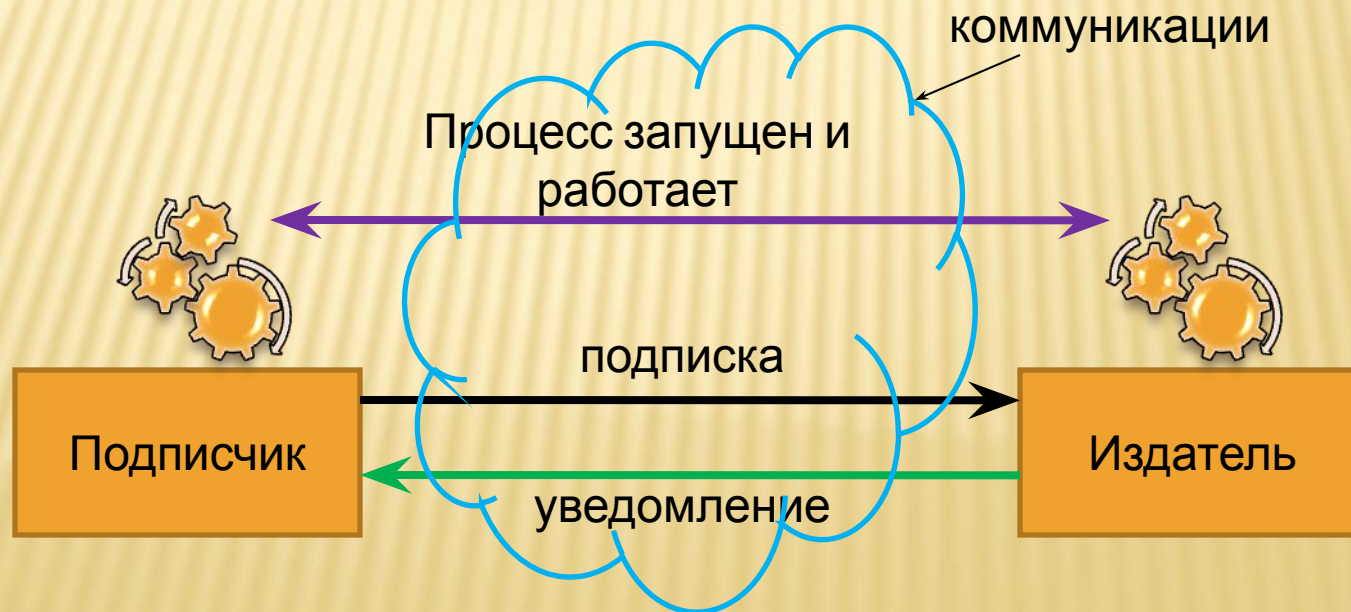 коммуникации
Процесс запущен и
работает
подписка
Подписчик
Издатель
уведомление